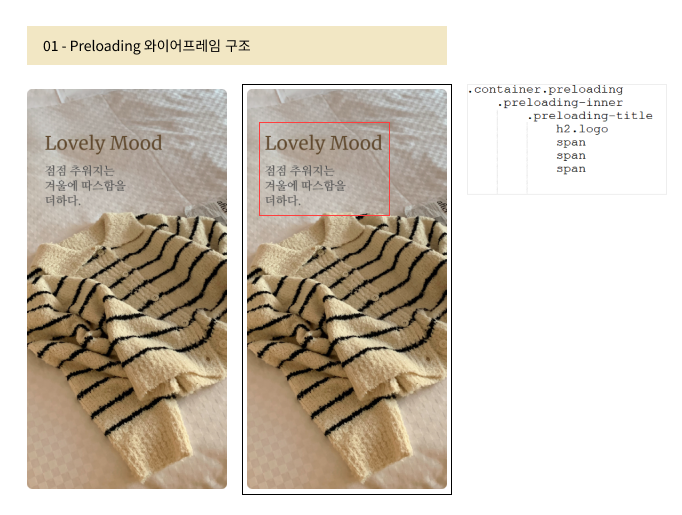 01 - Preloading 와이어프레임 구조
Lovely Mood
점점 추워지는
겨울에 따스함을
더하다.
Lovely Mood
점점 추워지는
겨울에 따스함을
더하다.
.container.preloading
.preloading-inner
.preloading-title
h2.logo
span
span
span